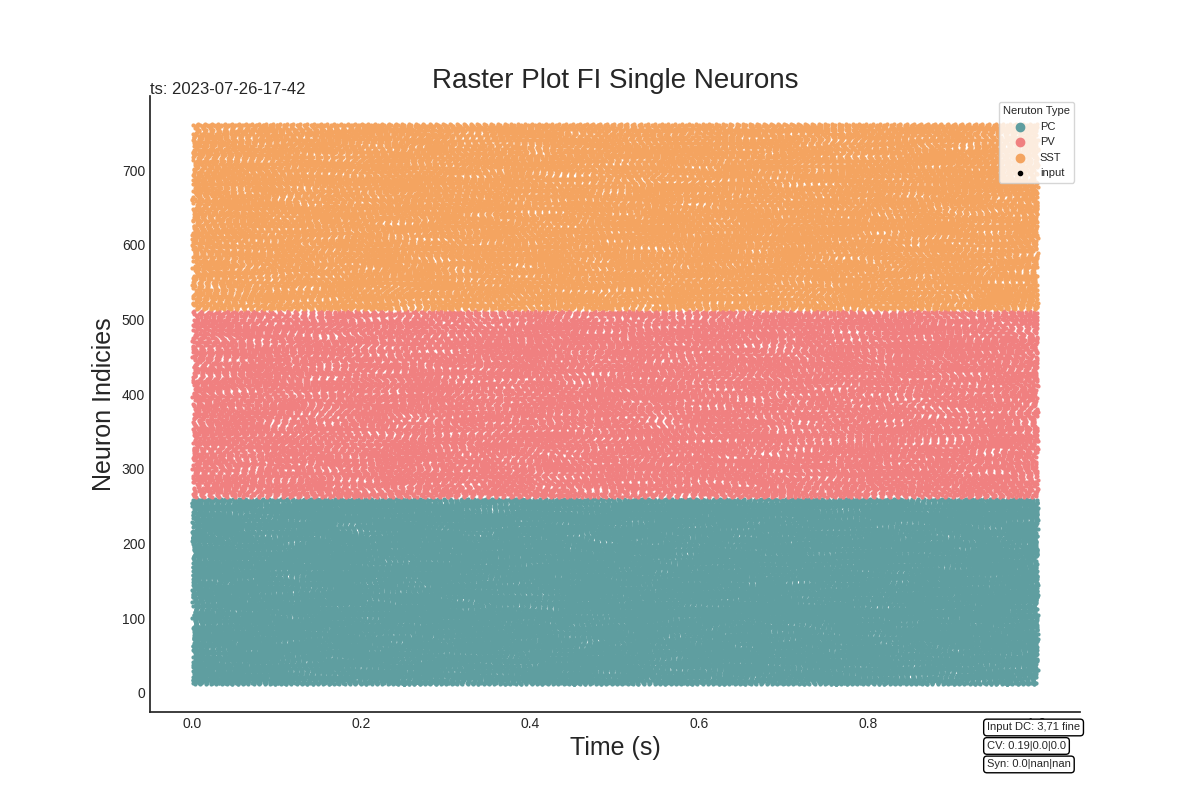 Raster Plot FI Single Neurons
ts: 2023-07-26-17-42
Neruton Type
PC
PV
SST
input
Neuron Indicies
700
600
500
400
300
200
100
0
0.0 0.2 0.4 0.6 0.8
Time (s)
Input DC: 3,71 fine
CV: 0.19|0.0|0.0
Syn: 0.0|nan|nan